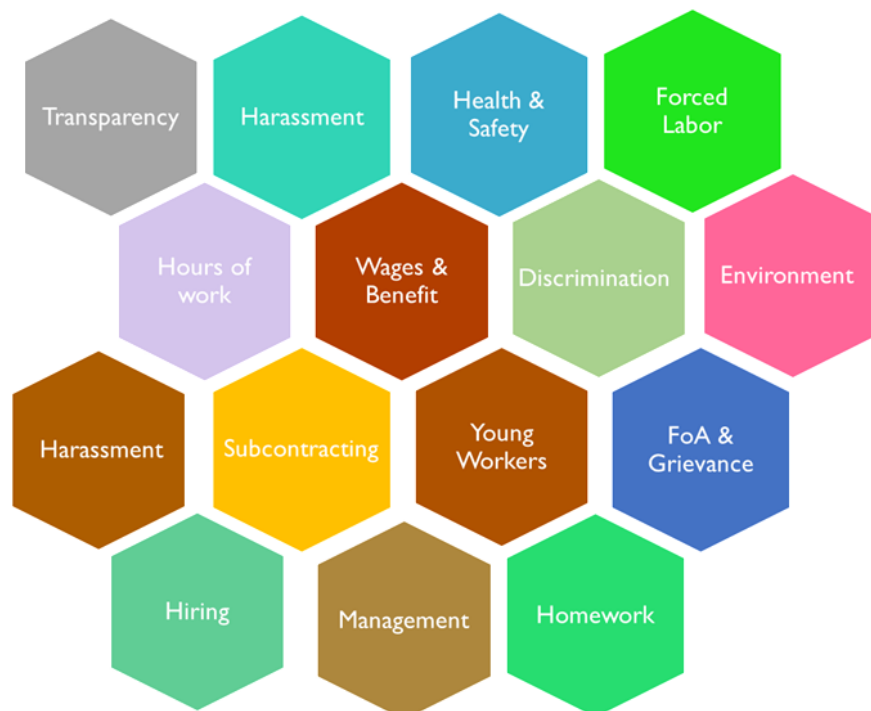 Transparency
Harassment
Health &
Safety
Forced
Labor
Hours of
work
Wages &
Benefit
Discrimination
Environment
Harassment
Subcontracting
Young
Workers
FoA &
Grievance
Hiring
Management
Homework